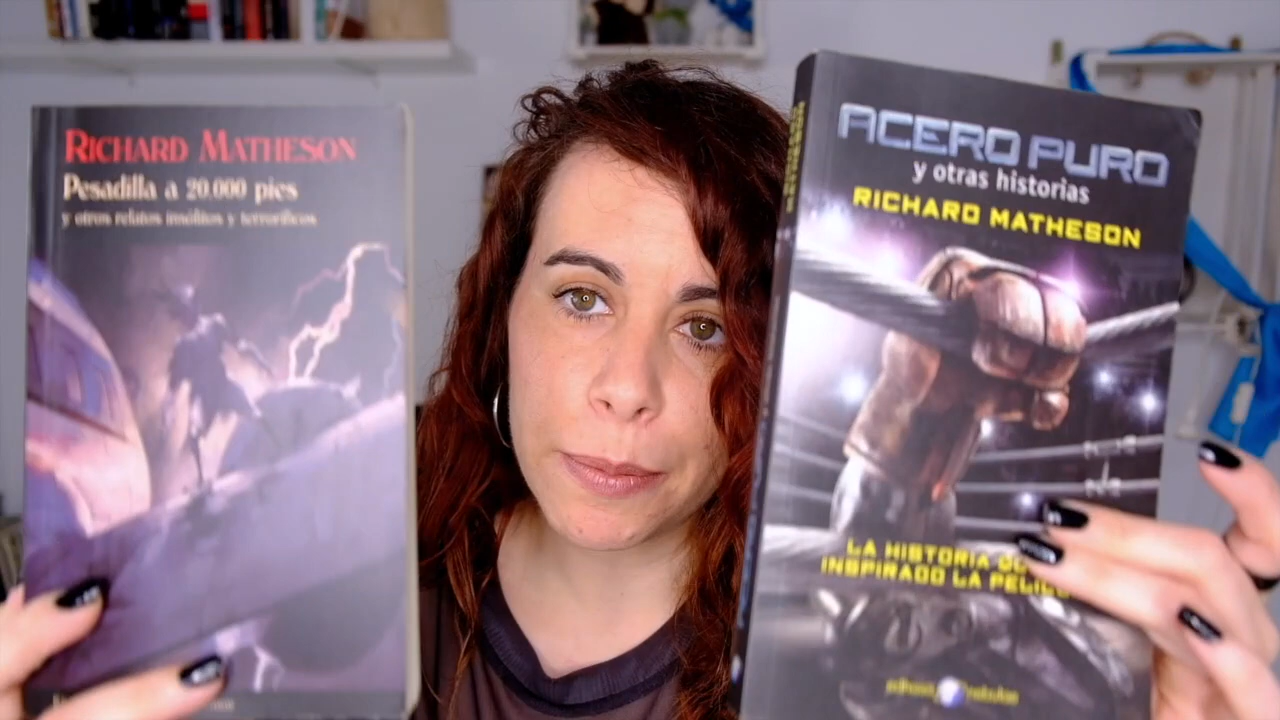 RICHARD MATHESON
Pesadilla a 20.000 pies
y otros relatos insólitos y terroríficos
ACERO PURO
y otras historias
RICHARD MATHESON
LA HISTORIA
INSPIRADO LA